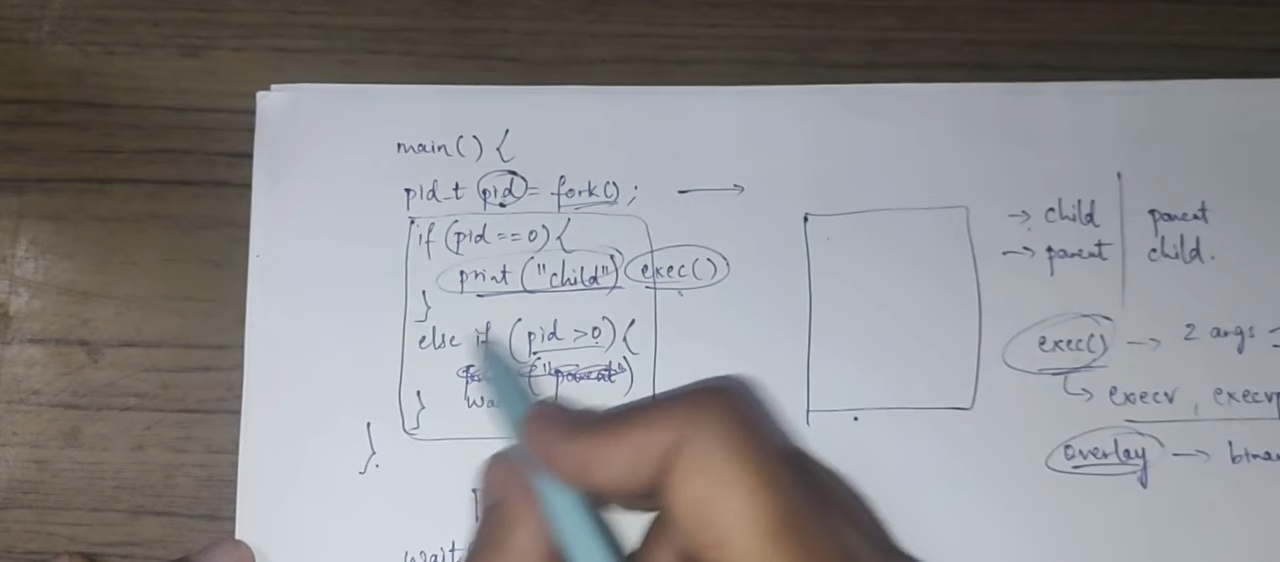 main() {
pid_t pid = fork(); →
if (pid==0){
print ("child") exec()
}
else if (pid >0){
("parent")
}
}.
→ child | parent
→ parent | child.
exec() → 2 args
↳ execv, execvp
overlay →